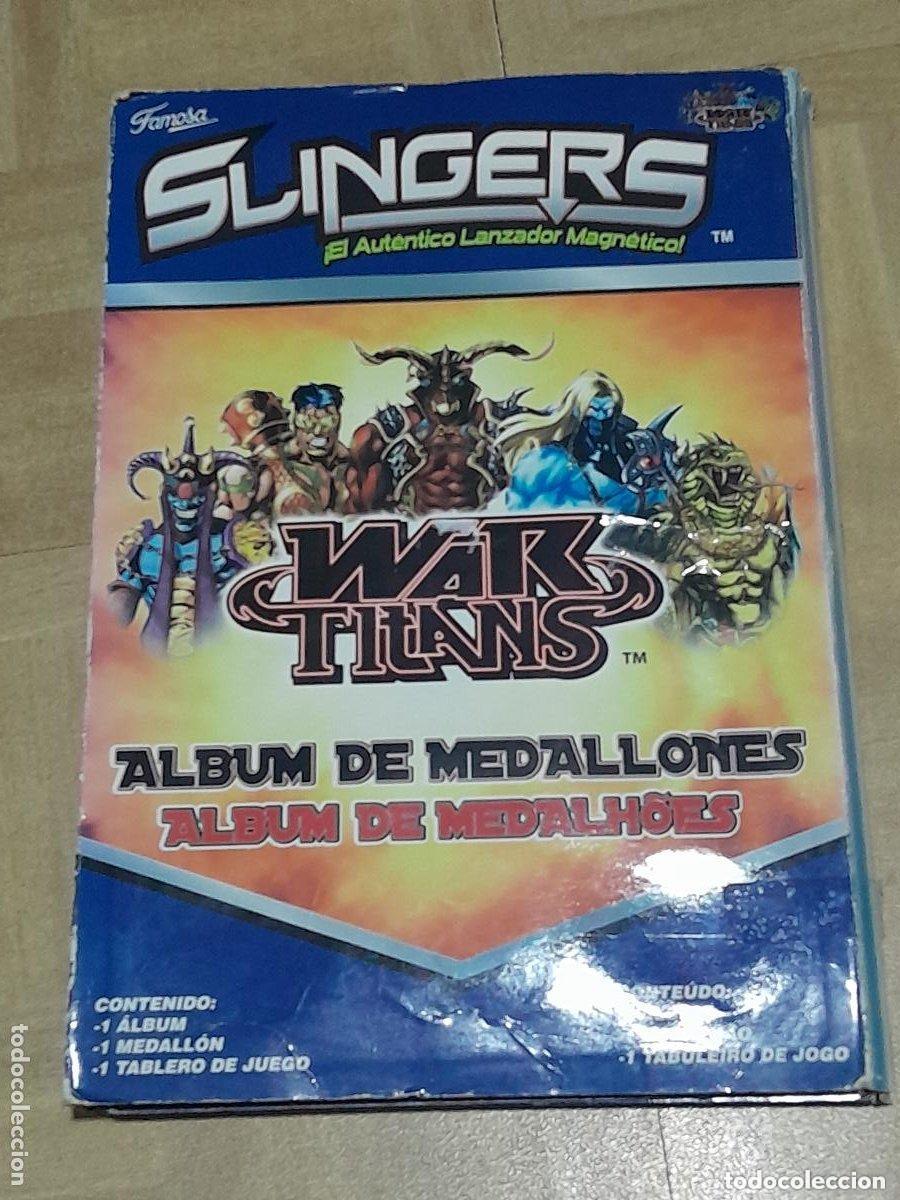 Famosa
SLINGERS
¡El Auténtico Lanzador Magnético! TM
WAR
TITANS TM
ALBUM DE MEDALLONES
ALBUM DE MEDALHÕES
CONTENIDO:
-1 ÁLBUM
-1 MEDALLÓN
-1 TABLERO DE JUEGO
-1 TABULEIRO DE JOGO
todocoleccion
todocoleccion